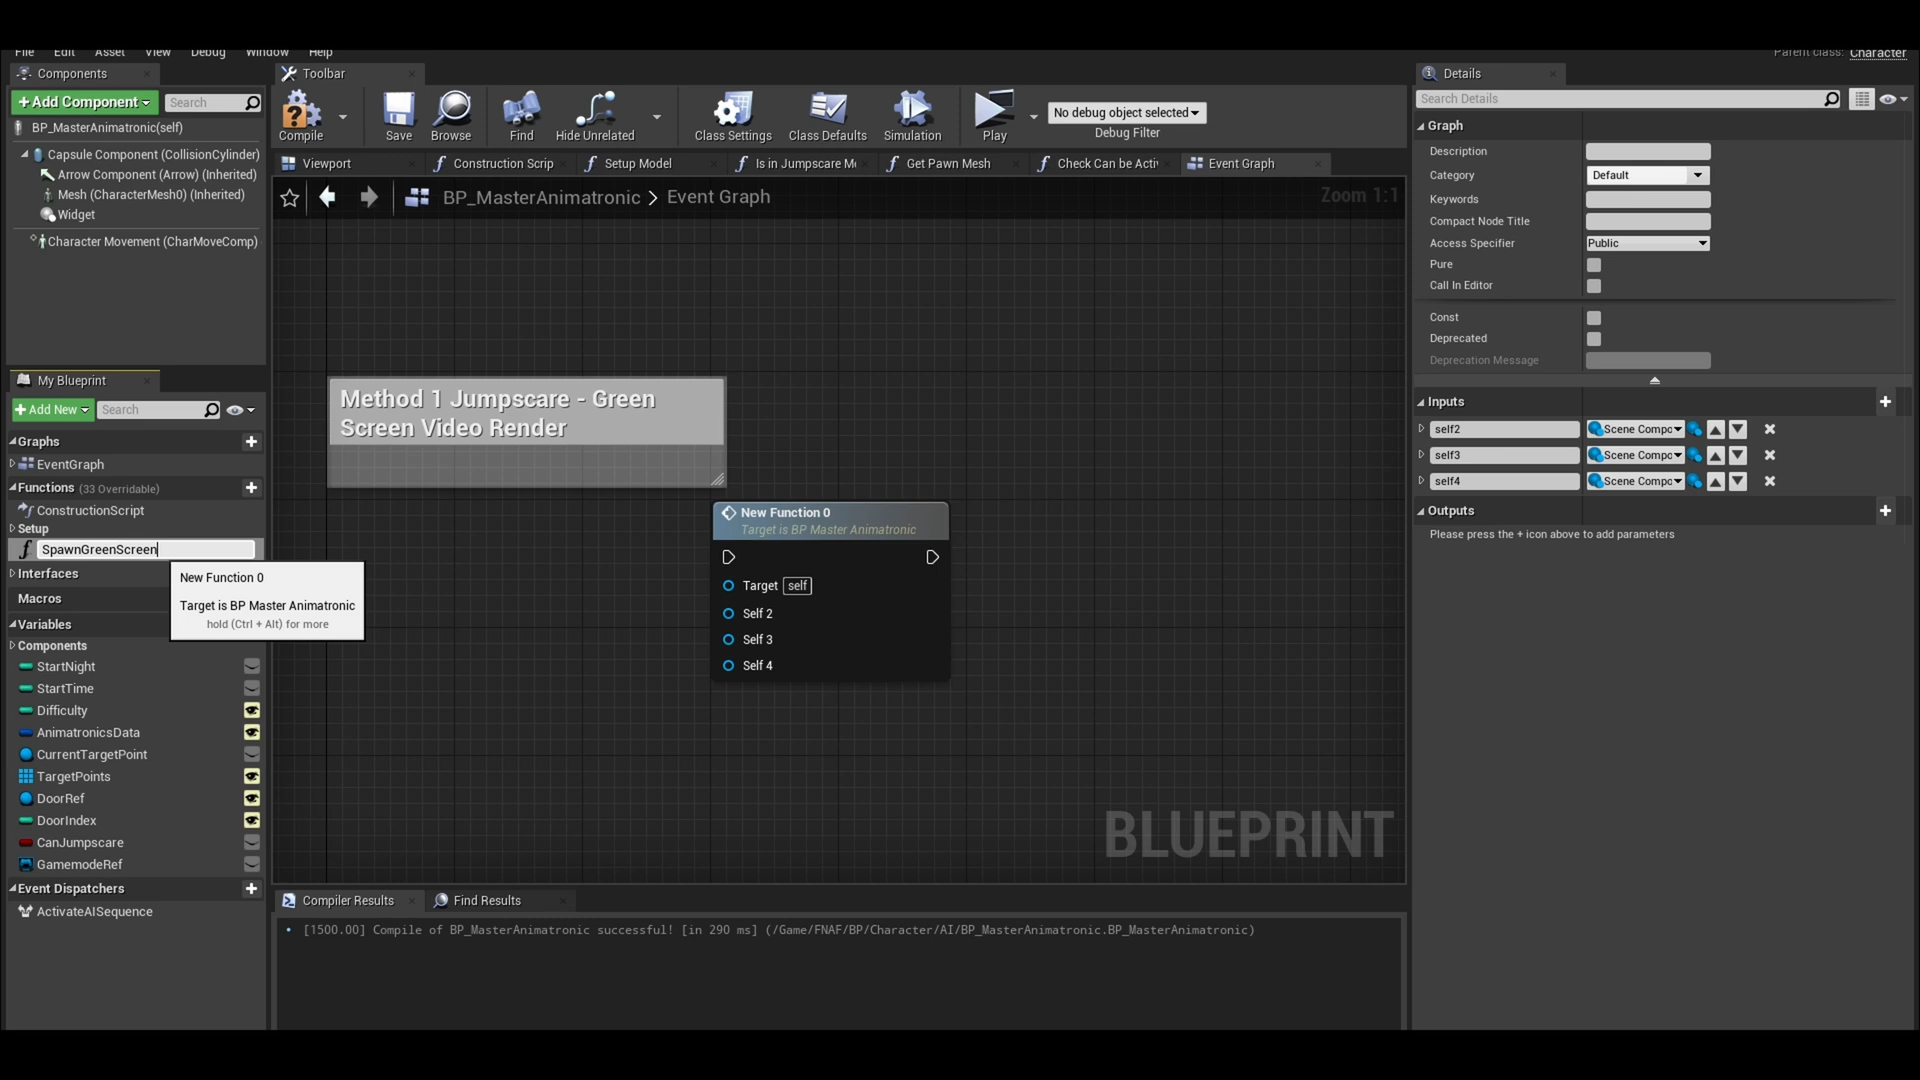 File Edit Asset View Debug Window Help
Parent class: Character
Components
Toolbar
Details
Add Component
Search
Compile
Save
Browse
Find
Hide Unrelated
Class Settings
Class Defaults
Simulation
Play
No debug object selected
Debug Filter
Search Details
BP_MasterAnimatronic(self)
Capsule Component (CollisionCylinder)
Arrow Component (Arrow) (Inherited)
Mesh (CharacterMesh0) (Inherited)
Widget
Character Movement (CharMoveComp)
Viewport
Construction Scrip
Setup Model
Is in Jumpscare Mo
Get Pawn Mesh
Check Can be Activ
Event Graph
BP_MasterAnimatronic > Event Graph
Zoom 1:1
Method 1 Jumpscare - Green
Screen Video Render
New Function 0
Target is BP Master Animatronic
Target self
Self 2
Self 3
Self 4
BLUEPRINT
My Blueprint
Add New
Search
Graphs
EventGraph
Functions (33 Overridable)
ConstructionScript
Setup
SpawnGreenScreen
Interfaces
Macros
Variables
Components
StartNight
StartTime
Difficulty
AnimatronicsData
CurrentTargetPoint
TargetPoints
DoorRef
DoorIndex
CanJumpscare
GamemodeRef
Event Dispatchers
ActivateAISequence
New Function 0
Target is BP Master Animatronic
hold (Ctrl + Alt) for more
Compiler Results
Find Results
[1500.00] Compile of BP_MasterAnimatronic successful! [in 290 ms] (/Game/FNAF/BP/Character/AI/BP_MasterAnimatronic.BP_MasterAnimatronic)
Graph
Description
Category Default
Keywords
Compact Node Title
Access Specifier Public
Pure
Call In Editor
Const
Deprecated
Deprecation Message
Inputs
self2 Scene Compo
self3 Scene Compo
self4 Scene Compo
Outputs
Please press the + icon above to add parameters